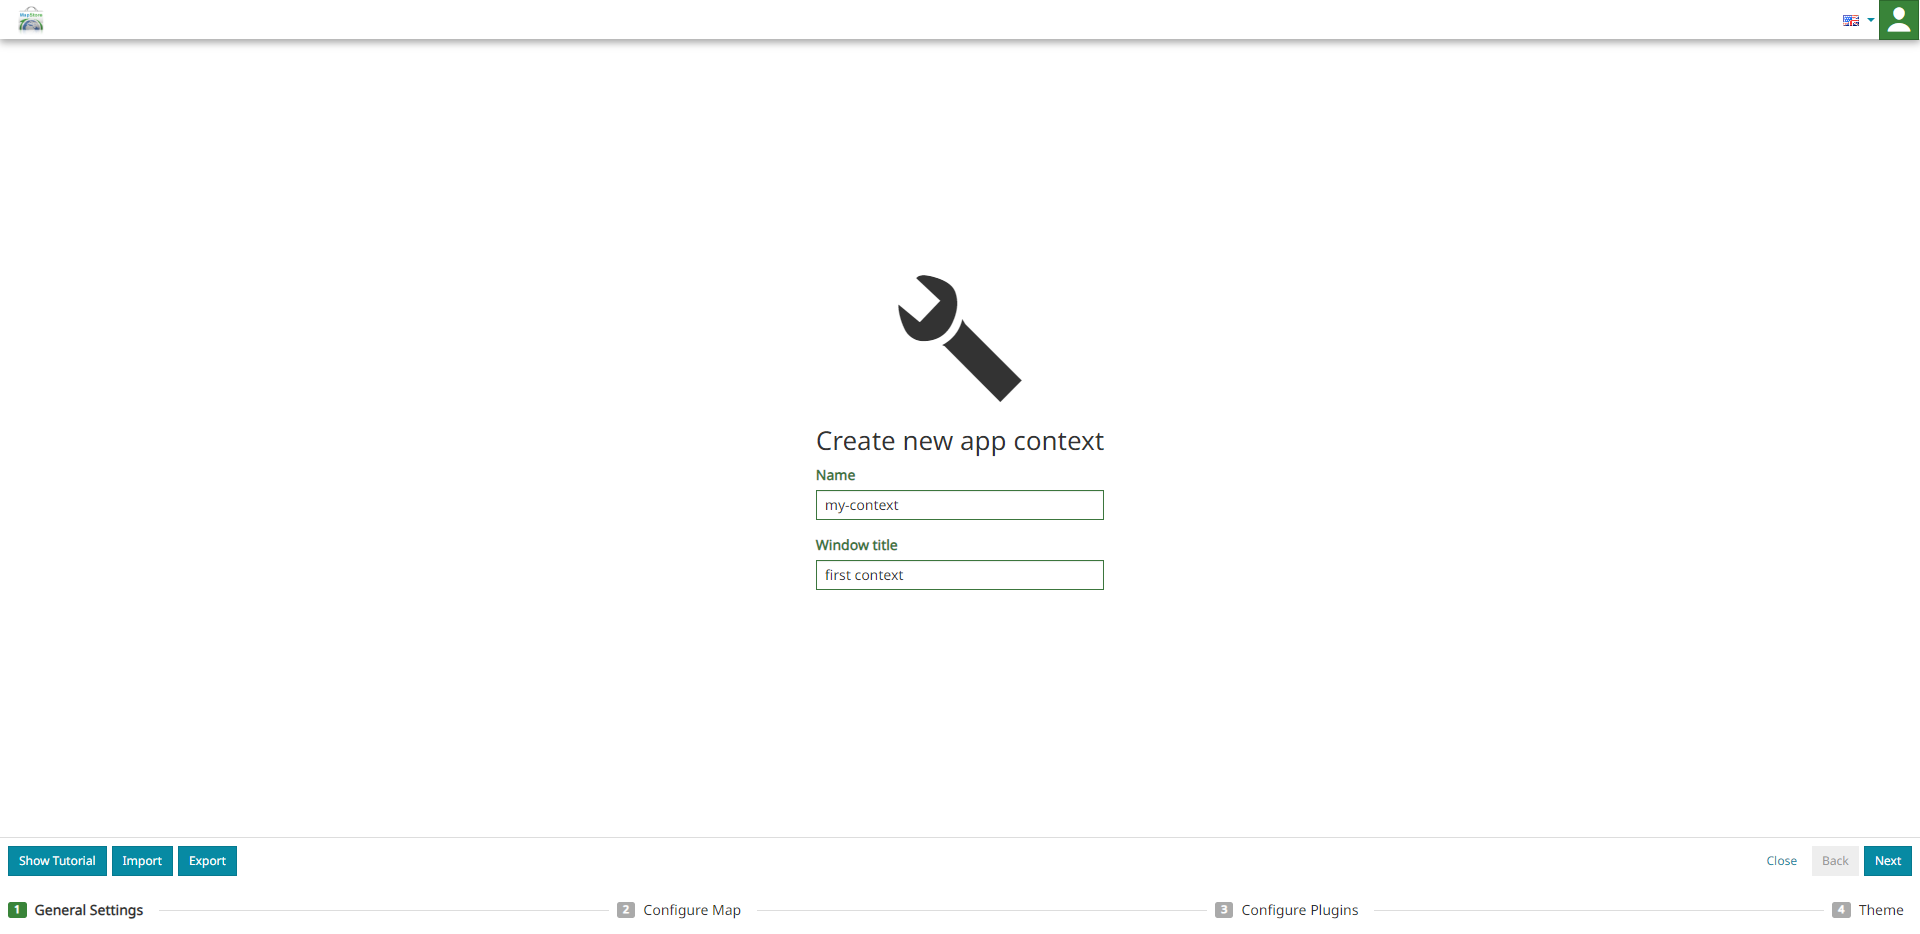 MapStore
Create new app context
Name
my-context
Window title
first context
Show Tutorial
Import
Export
Close
Back
Next
1 General Settings
2 Configure Map
3 Configure Plugins
4 Theme